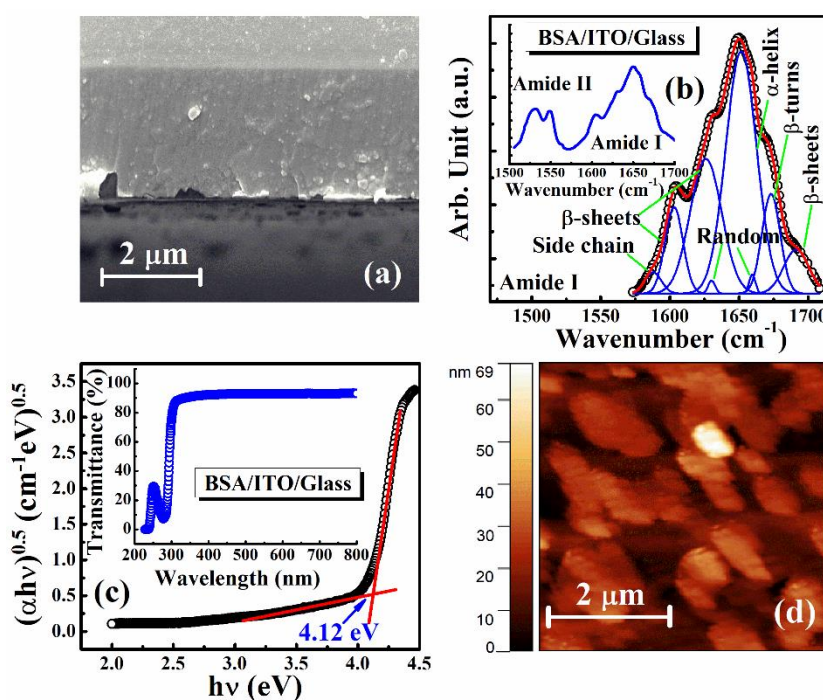 2 μm
(a)
BSA/ITO/Glass
(b)
Amide II
Amide I
1500 1550 1600 1650 1700
Wavenumber (cm-1)
α-helix
β-turns
β-sheets
β-sheets
Side chain
Random
Amide I
Arb. Unit (a.u.)
1500 1550 1600 1650 1700
Wavenumber (cm-1)
3.5
3.0
2.5
2.0
1.5
1.0
0.5
0.0
(αhν)0.5 (cm-1eV)0.5
100
80
60
40
20
0
Transmittance (%)
BSA/ITO/Glass
200 300 400 500 600 700 800
Wavelength (nm)
(c)
4.12 eV
2.0 2.5 3.0 3.5 4.0 4.5
hν (eV)
nm 69
60
50
40
30
20
10
0
2 μm
(d)